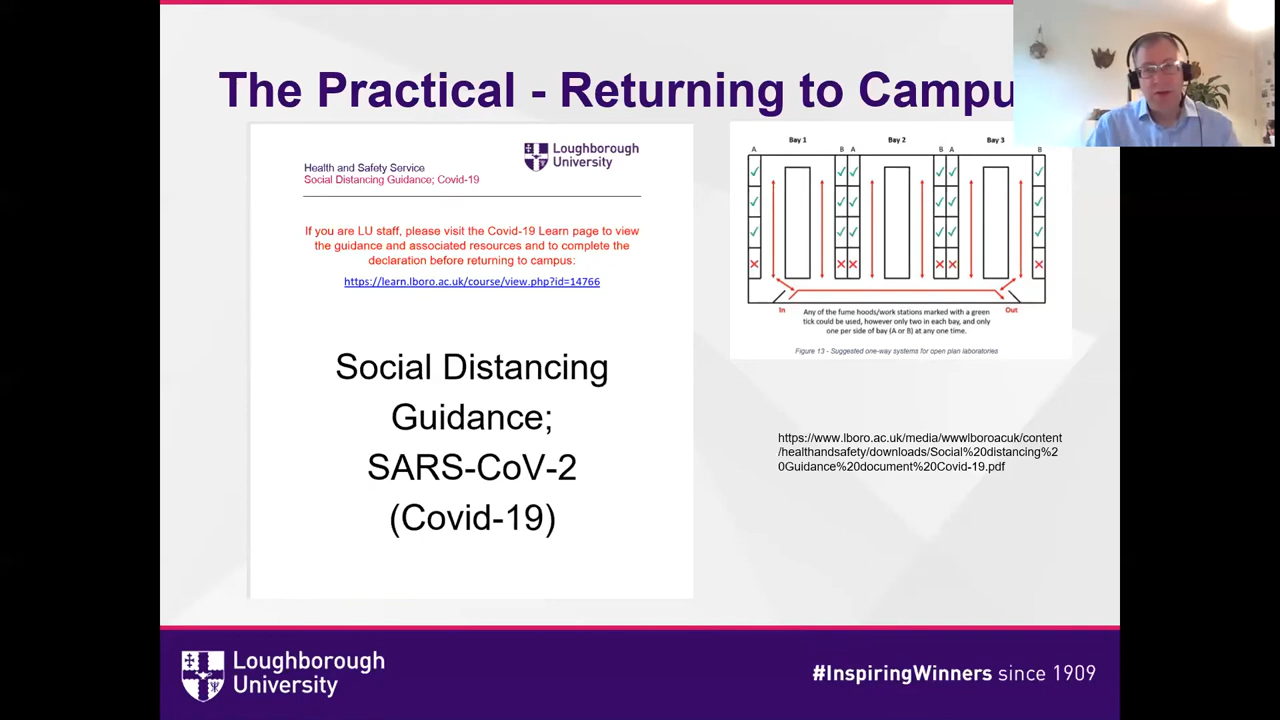 The Practical - Returning to Campu
Loughborough
University
Health and Safety Service
Social Distancing Guidance; Covid-19
If you are LU staff, please visit the Covid-19 Learn page to view
the guidance and associated resources and to complete the
declaration before returning to campus:
https://learn.lboro.ac.uk/course/view.php?id=14766
Social Distancing
Guidance;
SARS-CoV-2
(Covid-19)
Bay 1 Bay 2 Bay 3
A B A B A B
In Out
Any of the fume hoods/work stations marked with a green
tick could be used, however only two in each bay, and only
one per side of bay (A or B) at any one time.
Figure 13 - Suggested one-way systems for open plan laboratories
https://www.lboro.ac.uk/media/wwwlboroacuk/content
/healthandsafety/downloads/Social%20distancing%2
0Guidance%20document%20Covid-19.pdf
Loughborough
University
#InspiringWinners since 1909